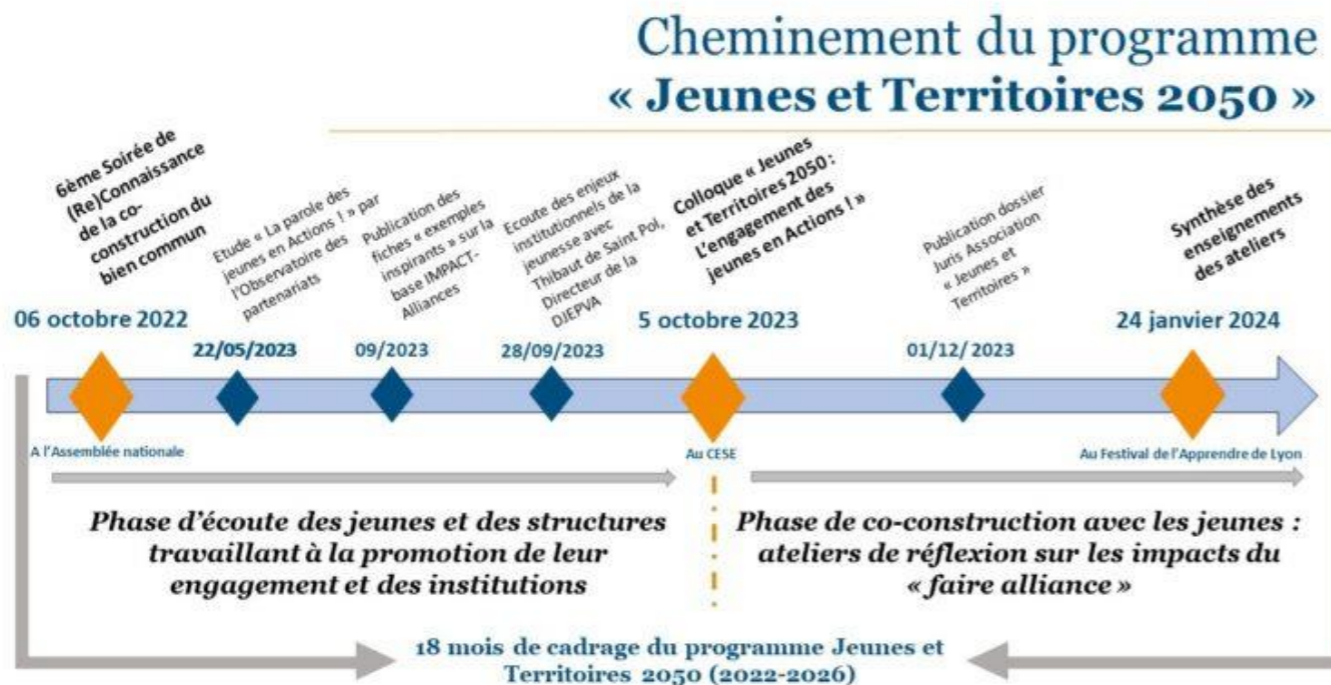 Cheminement du programme
« Jeunes et Territoires 2050 »
6ème Soirée de
(Re)Connaissance
de la co-
construction du
bien commun
Etude « La parole des
jeunes en Actions ! » par
l'Observatoire des
partenariats
Publication des
fiches « exemples
inspirants » sur la
base IMPACT-
Alliances
Ecoute des enjeux
institutionnels de la
jeunesse avec
Thibaut de Saint Pol,
Directeur de la
DJEPVA
Colloque « Jeunes
et Territoires 2050 :
L'engagement des
jeunes en Actions ! »
Publication dossier
Juris Association
« Jeunes et
Territoires »
Synthèse des
enseignements
des ateliers
06 octobre 2022
22/05/2023
09/2023
28/09/2023
5 octobre 2023
01/12/ 2023
24 janvier 2024
A l'Assemblée nationale
Au CESE
Au Festival de l'Apprendre de Lyon
Phase d'écoute des jeunes et des structures
travaillant à la promotion de leur
engagement et des institutions
Phase de co-construction avec les jeunes :
ateliers de réflexion sur les impacts du
« faire alliance »
18 mois de cadrage du programme Jeunes et
Territoires 2050 (2022-2026)